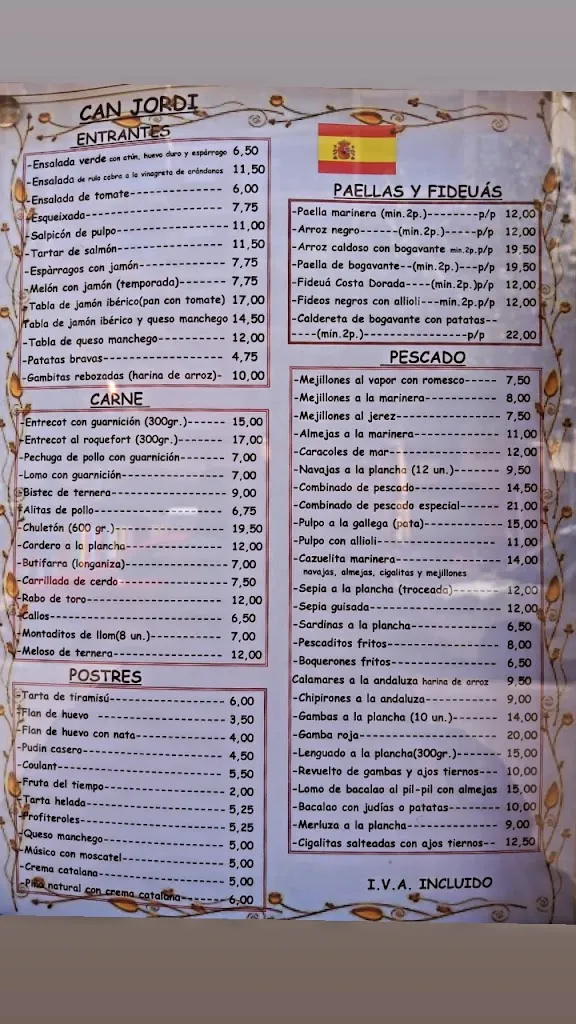 CAN JORDI
ENTRANTES
-Ensalada verde con atún, huevo duro y espárrago 6,50
-Ensalada de rulo cabra a la vinagreta de arándanos 11,50
-Ensalada de tomate--------------- 6,00
-Esqueixada---------------------- 7,75
-Salpicón de pulpo---------------- 11,00
-Tartar de salmón----------------- 11,50
-Espàrragos con jamón------------- 7,75
-Melón con jamón (temporada)------- 7,75
-Tabla de jamón ibérico(pan con tomate) 17,00
Tabla de jamón ibérico y queso manchego 14,50
-Tabla de queso manchego----------- 12,00
-Patatas bravas------------------- 4,75
-Gambitas rebozadas (harina de arroz)- 10,00
CARNE
-Entrecot con guarnición (300gr.)------ 15,00
-Entrecot al roquefort (300gr.)------- 17,00
-Pechuga de pollo con guarnición------ 7,00
-Lomo con guarnición--------------- 7,00
-Bistec de ternera----------------- 9,00
-Alitas de pollo------------------- 6,75
-Chuletón (600 gr.)---------------- 19,50
-Cordero a la plancha-------------- 12,00
-Butifarra (longaniza)-------------- 7,00
-Carrillada de cerdo--------------- 7,50
-Rabo de toro-------------------- 12,00
-Callos-------------------------- 6,50
-Montaditos de llom(8 un.)---------- 7,00
-Meloso de ternera---------------- 12,00
POSTRES
-Tarta de tiramisú---------------- 6,00
-Flan de huevo ------------------ 3,50
-Flan de huevo con nata------------ 4,00
-Pudin casero-------------------- 4,50
-Coulant------------------------ 5,50
-Fruta del tiempo---------------- 2,00
-Tarta helada-------------------- 5,25
-Profiteroles-------------------- 5,25
-Queso manchego----------------- 5,00
-Músico con moscatel-------------- 5,00
-Crema catalana------------------ 5,00
-Piña natural con crema catalana------- 6,00
PAELLAS Y FIDEUÁS
-Paella marinera (min.2p.)--------p/p 12,00
-Arroz negro------(min.2p.)-----p/p 12,00
-Arroz caldoso con bogavante min.2p.p/p 19,50
-Paella de bogavante--(min.2p.)---p/p 19,50
-Fideuá Costa Dorada----(min.2p.)p/p 12,00
-Fideos negros con allioli---min.2p.p/p 12,00
-Caldereta de bogavante con patatas--
----(min.2p.)-----------------p/p 22,00
PESCADO
-Mejillones al vapor con romesco----- 7,50
-Mejillones a la marinera----------- 8,00
-Mejillones al jerez--------------- 7,50
-Almejas a la marinera------------- 11,00
-Caracoles de mar---------------- 12,00
-Navajas a la plancha (12 un.)------- 9,50
-Combinado de pescado------------ 14,50
-Combinado de pescado especial----- 21,00
-Pulpo a la gallega (pata)----------- 15,00
-Pulpo con allioli----------------- 11,00
-Cazuelita marinera--------------- 14,00
navajas, almejas, cigalitas y mejillones
-Sepia a la plancha (troceada)------- 12,00
-Sepia guisada------------------- 12,00
-Sardinas a la plancha------------- 6,50
-Pescaditos fritos---------------- 8,00
-Boquerones fritos--------------- 6,50
Calamares a la andaluza harina de arroz 9,50
-Chipirones a la andaluza----------- 9,00
-Gambas a la plancha (10 un.)------- 14,00
-Gamba roja--------------------- 20,00
-Lenguado a la plancha(300gr.)------ 15,00
-Revuelto de gambas y ajos tiernos--- 10,00
-Lomo de bacalao al pil-pil con almejas 15,00
-Bacalao con judías o patatas-------- 10,00
-Merluza a la plancha-------------- 9,00
-Cigalitas salteadas con ajos tiernos-- 12,50
I.V.A. INCLUIDO